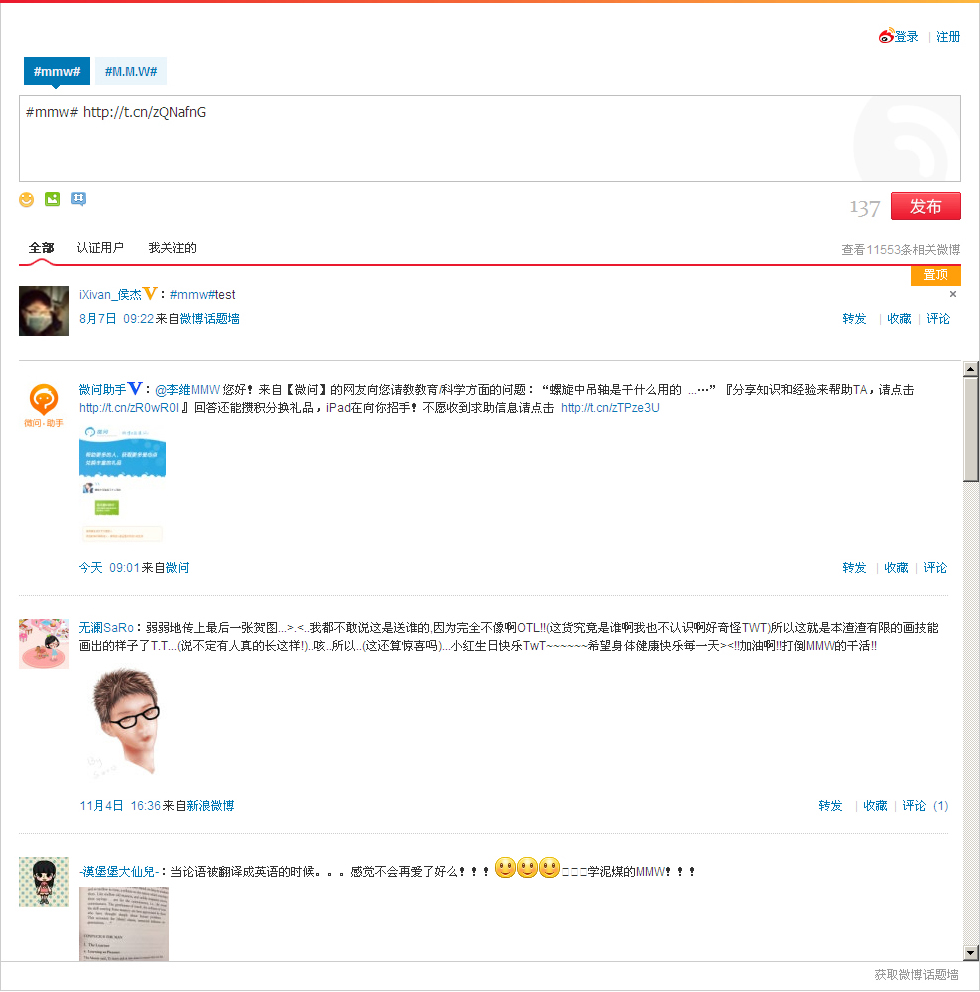 登录 | 注册
#mmw# #M.M.W#
#mmw# http://t.cn/zQNafnG
137 发布
全部 认证用户 我关注的 查看11553条相关微博
置顶
iXivan_侯杰V：#mmw#test ×
8月7日 09:22来自微博话题墙 转发 | 收藏 | 评论
微问助手V：@李维MMW 您好！来自【微问】的网友向您请教教育/科学方面的问题：“螺旋中吊轴是干什么用的 ...…”『分享知识和经验来帮助TA，请点击
http://t.cn/zR0wR0l 』回答还能攒积分换礼品，iPad在向你招手！不愿收到求助信息请点击 http://t.cn/zTPze3U
微问-助手
今天 09:01来自微问 转发 | 收藏 | 评论
无澜SaRo：弱弱地传上最后一张贺图...>.<..我都不敢说这是送谁的,因为完全不像啊OTL!!(这货究竟是谁啊我也不认识啊好奇怪TWT)所以这就是本渣渣有限的画技能
画出的样子了T.T...(说不定有人真的长这样!)..咳..所以..(这还算惊喜吗)...小红生日快乐TwT~~~~~~希望身体健康快乐每一天><!!加油啊!!打倒MMW的干活!!
11月4日 16:36来自新浪微博 转发 | 收藏 | 评论 (1)
-漢堡堡大仙兒-：当论语被翻译成英语的时候。。。感觉不会再爱了好么！！！□□□学泥煤的MMW！！！
获取微博话题墙